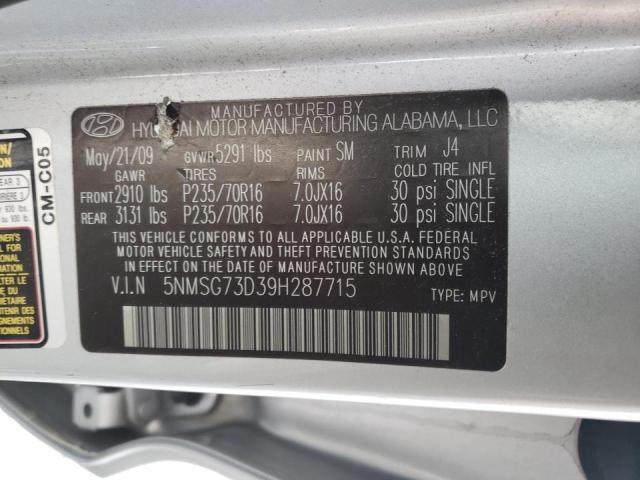 MANUFACTURED BY
HYUNDAI MOTOR MANUFACTURING ALABAMA, LLC
May/21/09 GVWR 5291 lbs PAINT SM TRIM J4
GAWR TIRES RIMS COLD TIRE INFL
FRONT 2910 lbs P235/70R16 7.0JX16 30 psi SINGLE
REAR 3131 lbs P235/70R16 7.0JX16 30 psi SINGLE
THIS VEHICLE CONFORMS TO ALL APPLICABLE U.S.A. FEDERAL
MOTOR VEHICLE SAFETY AND THEFT PREVENTION STANDARDS
IN EFFECT ON THE DATE OF MANUFACTURE SHOWN ABOVE.
V.I.N 5NMSG73D39H287715 TYPE: MPV
CM-C05